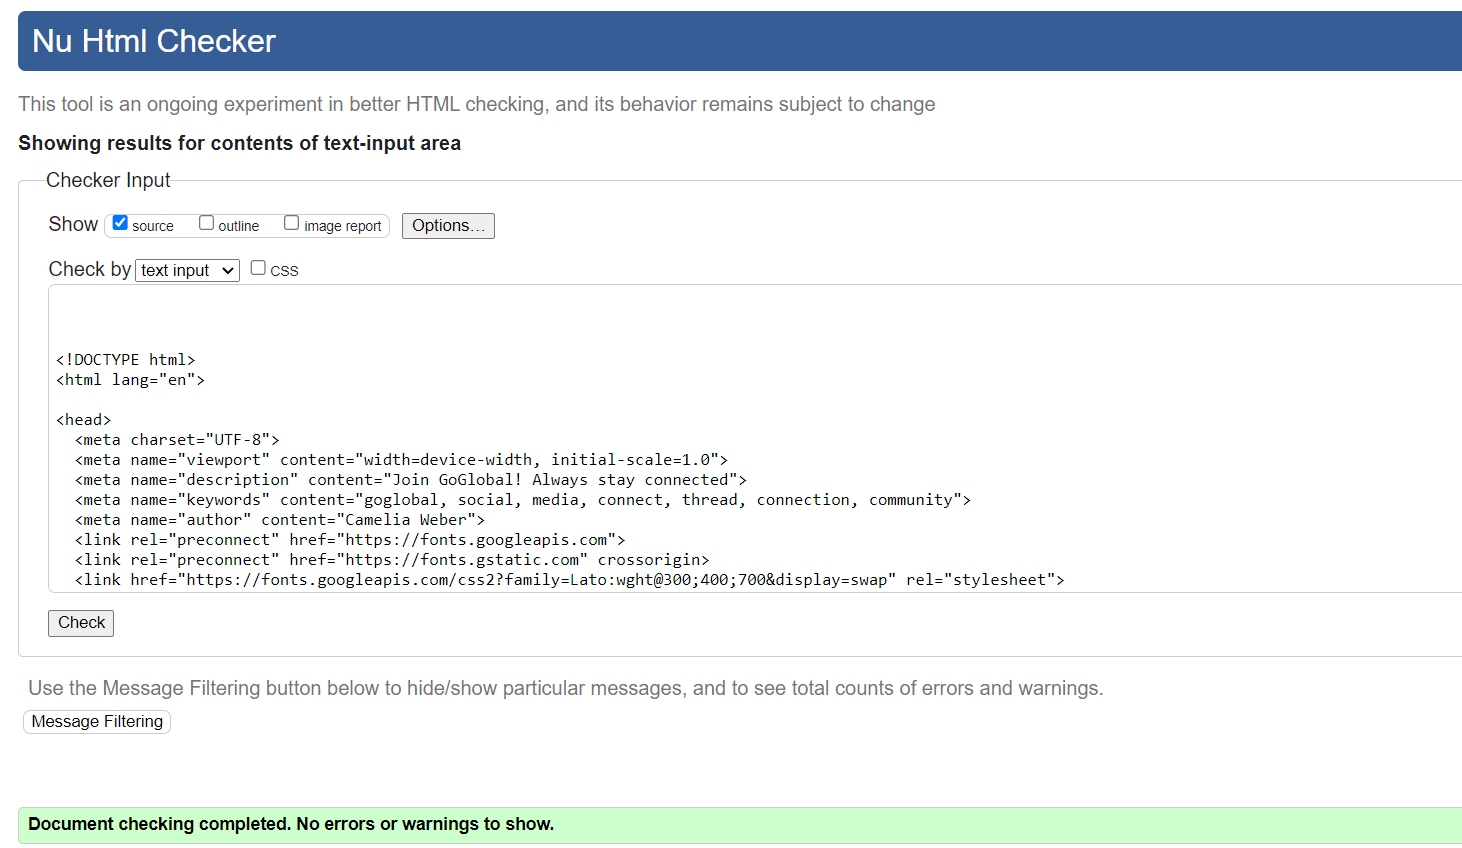 Nu Html Checker
This tool is an ongoing experiment in better HTML checking, and its behavior remains subject to change
Showing results for contents of text-input area
Checker Input
Show source outline image report Options...
Check by text input CSS
<!DOCTYPE html>
<html lang="en">
<head>
<meta charset="UTF-8">
<meta name="viewport" content="width=device-width, initial-scale=1.0">
<meta name="description" content="Join GoGlobal! Always stay connected">
<meta name="keywords" content="goglobal, social, media, connect, thread, connection, community">
<meta name="author" content="Camelia Weber">
<link rel="preconnect" href="https://fonts.googleapis.com">
<link rel="preconnect" href="https://fonts.gstatic.com" crossorigin>
<link href="https://fonts.googleapis.com/css2?family=Lato:wght@300;400;700&display=swap" rel="stylesheet">
Check
Use the Message Filtering button below to hide/show particular messages, and to see total counts of errors and warnings.
Message Filtering
Document checking completed. No errors or warnings to show.